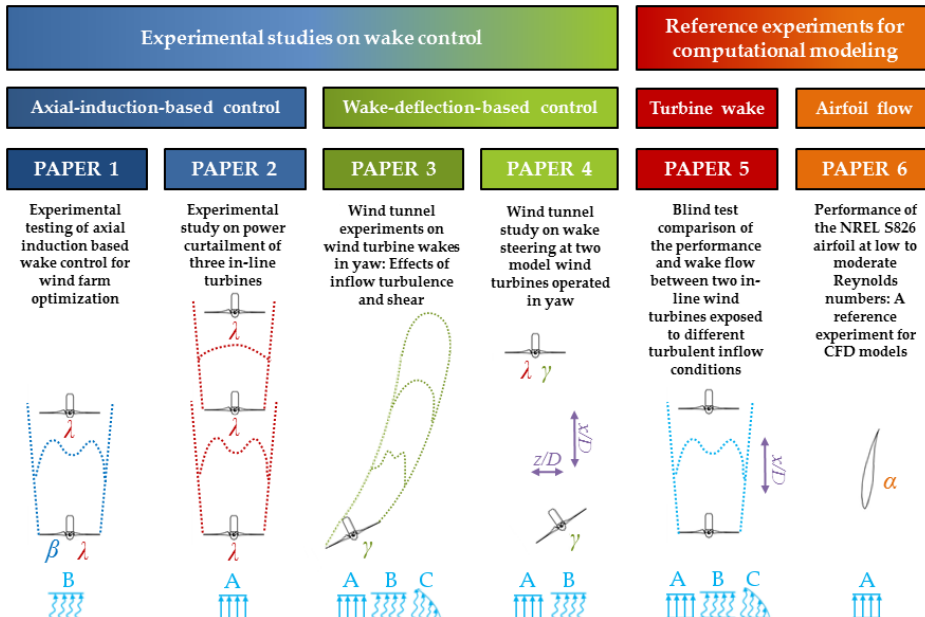 Experimental studies on wake control
Reference experiments for
computational modeling
Axial-induction-based control
Wake-deflection-based control
Turbine wake
Airfoil flow
PAPER 1
PAPER 2
PAPER 3
PAPER 4
PAPER 5
PAPER 6
Experimental
testing of axial
induction based
wake control for
wind farm
optimization
Experimental
study on power
curtailment of
three in-line
turbines
Wind tunnel
experiments on
wind turbine wakes
in yaw: Effects of
inflow turbulence
and shear
Wind tunnel
study on wake
steering at two
model wind
turbines operated
in yaw
Blind test
comparison of
the performance
and wake flow
between two in-
line wind
turbines exposed
to different
turbulent inflow
conditions
Performance of
the NREL S826
airfoil at low to
moderate
Reynolds
numbers: A
reference
experiment for
CFD models
λ
β λ
B
λ
λ
λ
A
γ
A B C
λ γ
x/D
z/D
γ
A B
x/D
A B C
α
A